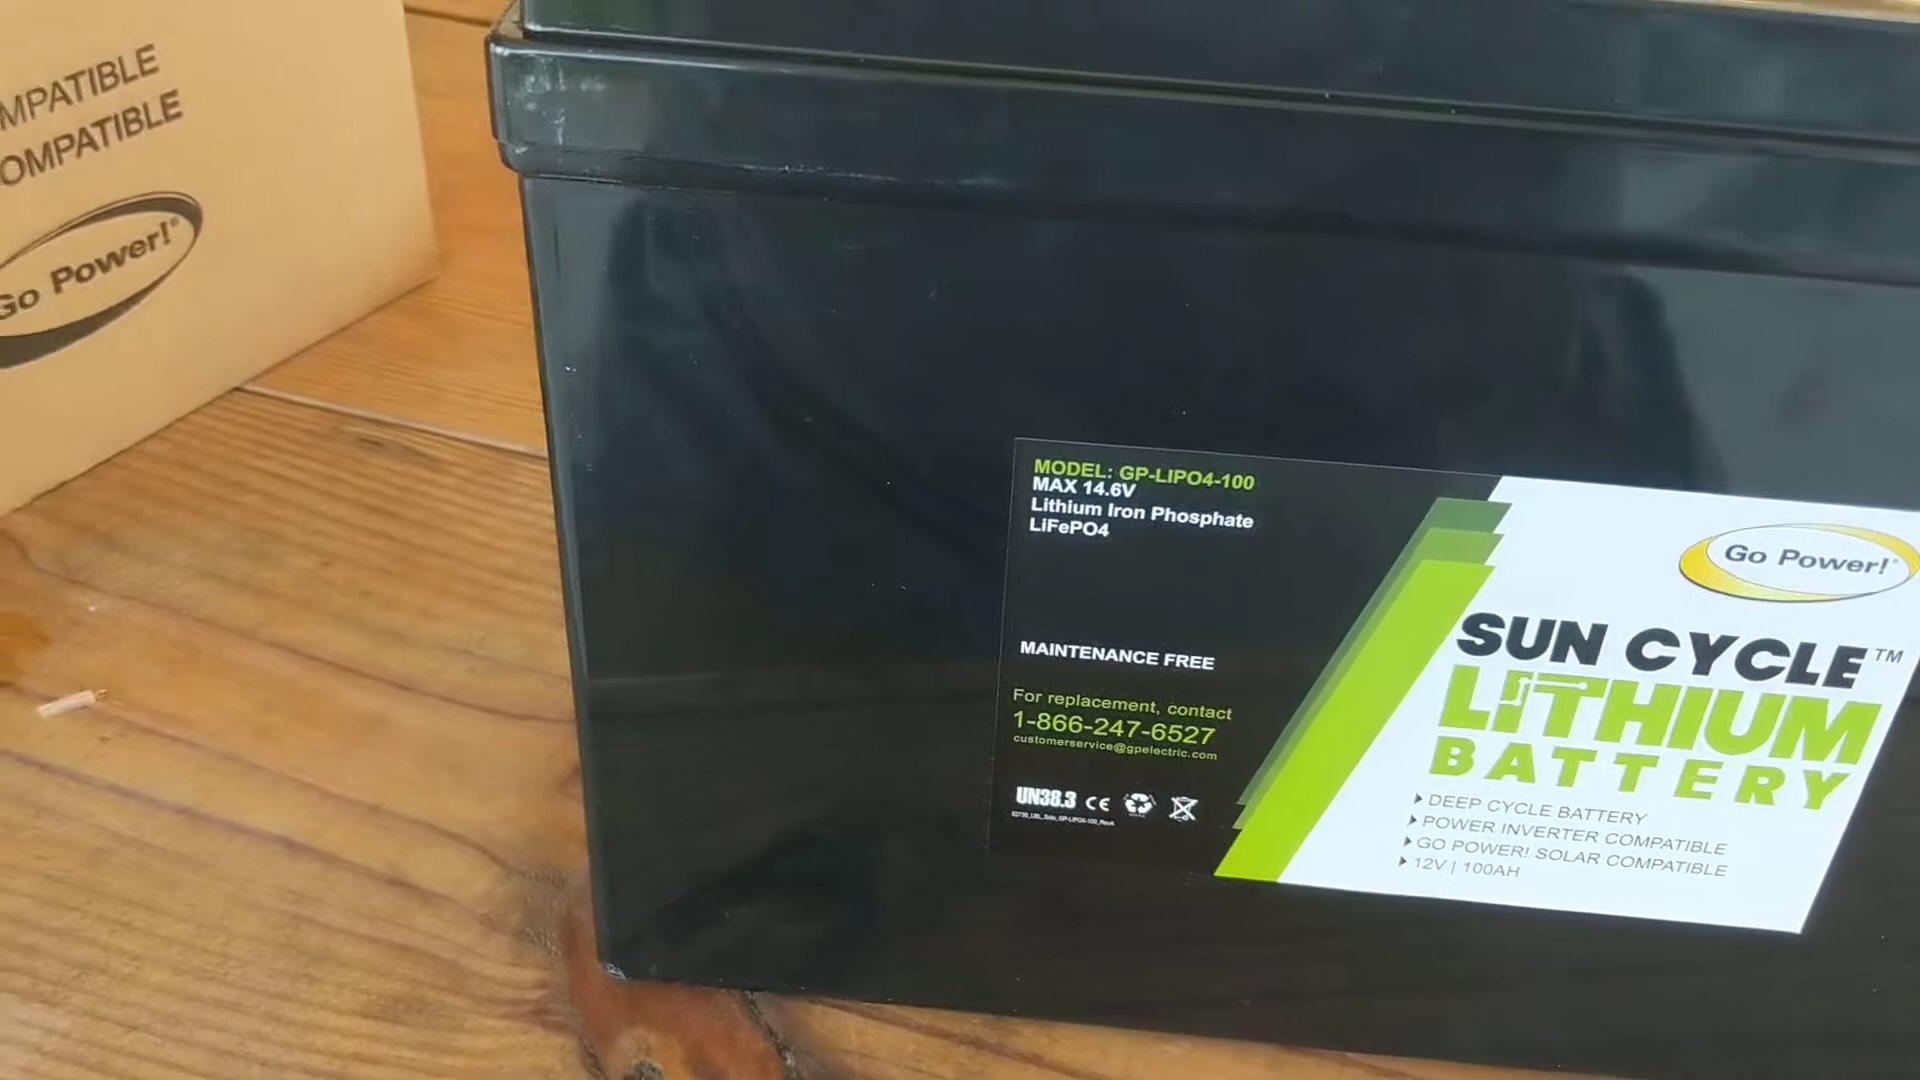 MPATIBLE
OMPATIBLE
Go Power!®
MODEL: GP-LIPO4-100
MAX 14.6V
Lithium Iron Phosphate
LiFePO4
MAINTENANCE FREE
For replacement, contact
1-866-247-6527
customerservice@gpelectric.com
UN38.3 CE
Go Power!®
SUN CYCLE™
LITHIUM
BATTERY
DEEP CYCLE BATTERY
POWER INVERTER COMPATIBLE
GO POWER! SOLAR COMPATIBLE
12V | 100AH